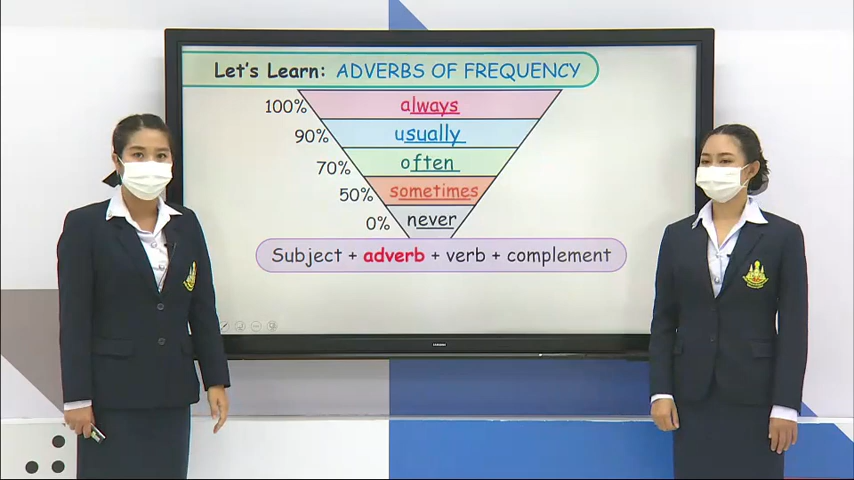 Let's Learn: ADVERBS OF FREQUENCY
100% always
90% usually
70% often
50% sometimes
0% never
Subject + adverb + verb + complement